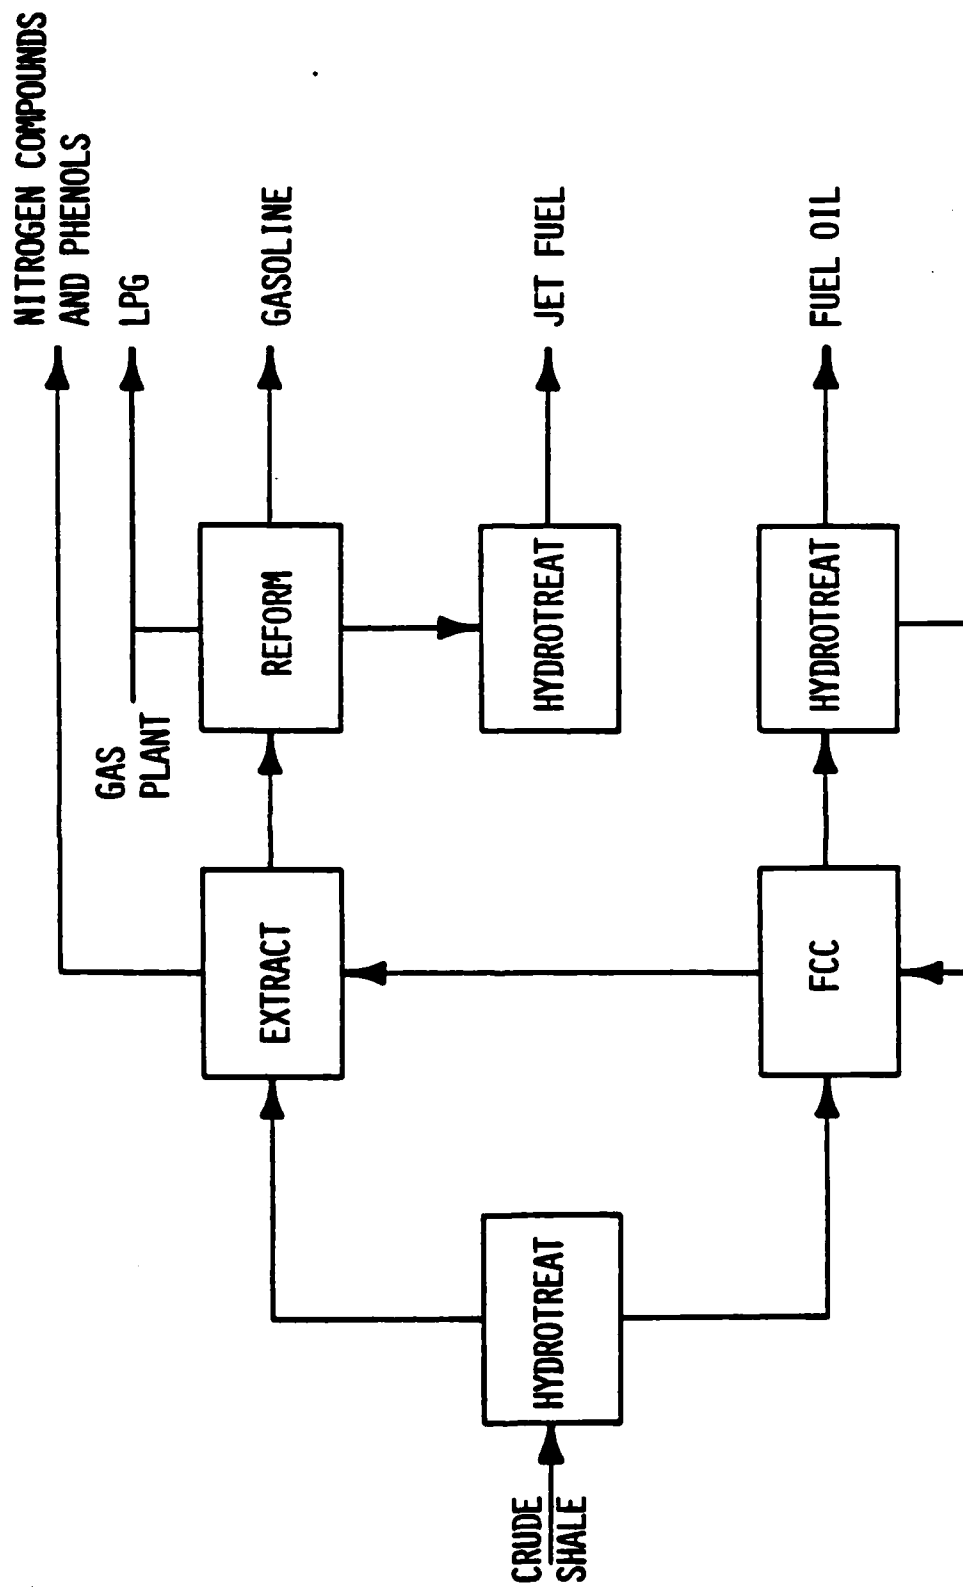 NITROGEN COMPOUNDS
AND PHENOLS
LPG
GAS
PLANT
GASOLINE
REFORM
EXTRACT
JET FUEL
HYDROTREAT
HYDROTREAT
CRUDE
SHALE
FUEL OIL
HYDROTREAT
FCC